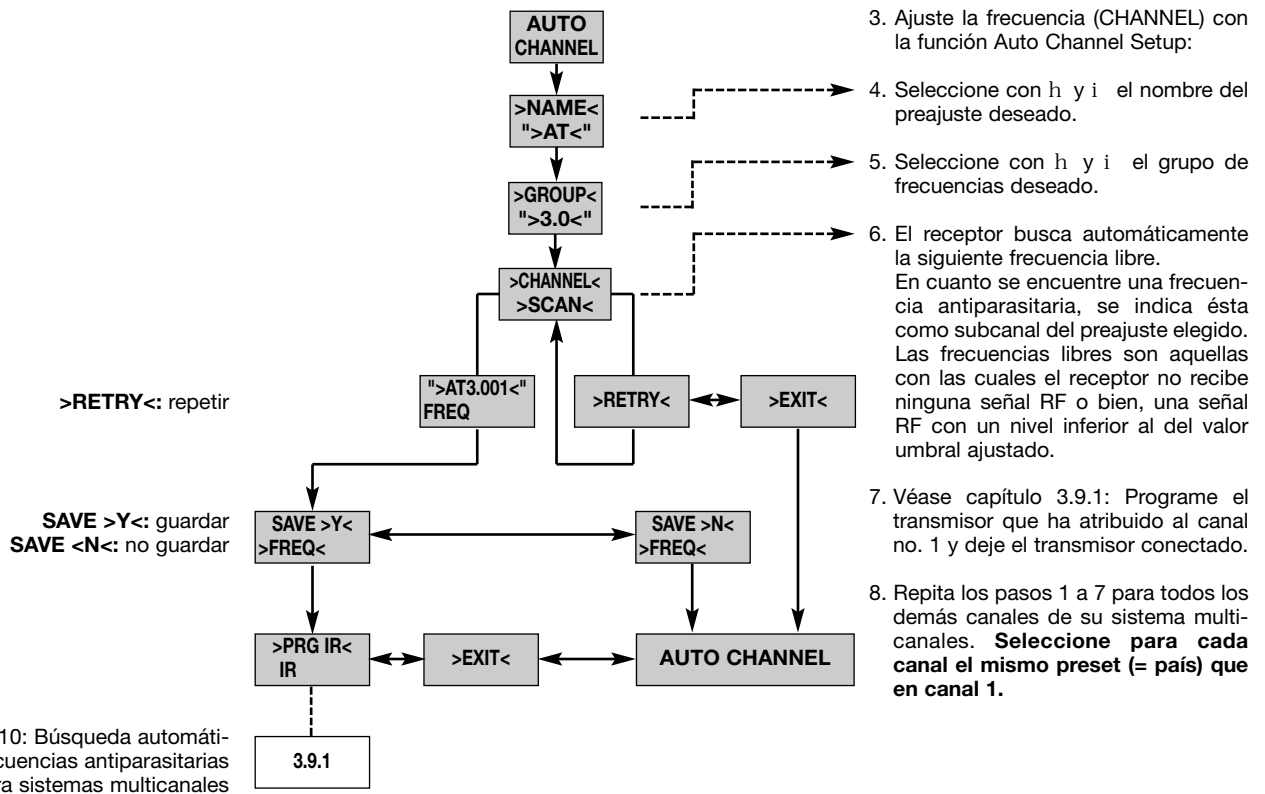 AUTO
CHANNEL
>NAME<
">AT<"
>GROUP<
">3.0<"
>CHANNEL<
>SCAN<
">AT3.001<"
FREQ
>RETRY<
>EXIT<
>RETRY<: repetir
SAVE >Y<: guardar
SAVE <N<: no guardar
SAVE >Y<
>FREQ<
SAVE >N<
>FREQ<
>PRG IR<
IR
>EXIT<
AUTO CHANNEL
3.9.1
10: Búsqueda automáti-
cuencias antiparasitarias
ra sistemas multicanales
3. Ajuste la frecuencia (CHANNEL) con
la función Auto Channel Setup:
4. Seleccione con h y i el nombre del
preajuste deseado.
5. Seleccione con h y i el grupo de
frecuencias deseado.
6. El receptor busca automáticamente
la siguiente frecuencia libre.
En cuanto se encuentre una frecuen-
cia antiparasitaria, se indica ésta
como subcanal del preajuste elegido.
Las frecuencias libres son aquellas
con las cuales el receptor no recibe
ninguna señal RF o bien, una señal
RF con un nivel inferior al del valor
umbral ajustado.
7. Véase capítulo 3.9.1: Programe el
transmisor que ha atribuido al canal
no. 1 y deje el transmisor conectado.
8. Repita los pasos 1 a 7 para todos los
demás canales de su sistema multi-
canales. Seleccione para cada
canal el mismo preset (= país) que
en canal 1.